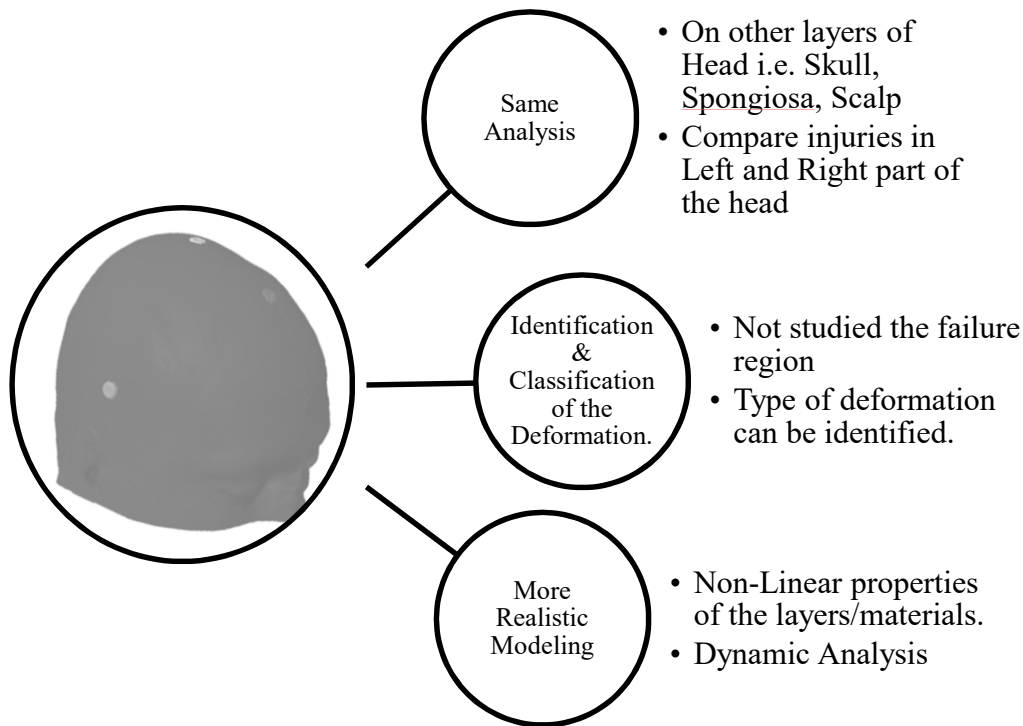 Same
Analysis
• On other layers of
Head i.e. Skull,
Spongiosa, Scalp
• Compare injuries in
Left and Right part of
the head
Identification
&
Classification
of the
Deformation.
• Not studied the failure
region
• Type of deformation
can be identified.
More
Realistic
Modeling
• Non-Linear properties
of the layers/materials.
• Dynamic Analysis